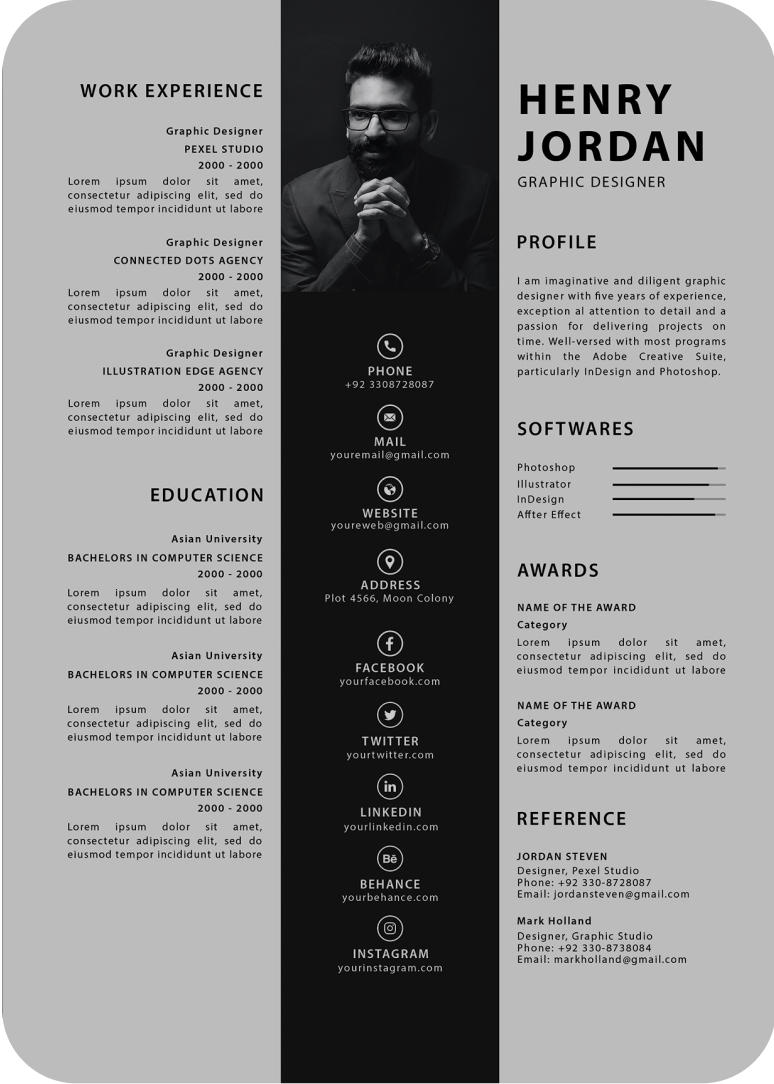 WORK EXPERIENCE
Graphic Designer
PEXEL STUDIO
2000 - 2000
Lorem ipsum dolor sit amet,
consectetur adipiscing elit, sed do
eiusmod tempor incididunt ut labore
Graphic Designer
CONNECTED DOTS AGENCY
2000 - 2000
Lorem ipsum dolor sit amet,
consectetur adipiscing elit, sed do
eiusmod tempor incididunt ut labore
Graphic Designer
ILLUSTRATION EDGE AGENCY
2000 - 2000
Lorem ipsum dolor sit amet,
consectetur adipiscing elit, sed do
eiusmod tempor incididunt ut labore
EDUCATION
Asian University
BACHELORS IN COMPUTER SCIENCE
2000 - 2000
Lorem ipsum dolor sit amet,
consectetur adipiscing elit, sed do
eiusmod tempor incididunt ut labore
Asian University
BACHELORS IN COMPUTER SCIENCE
2000 - 2000
Lorem ipsum dolor sit amet,
consectetur adipiscing elit, sed do
eiusmod tempor incididunt ut labore
Asian University
BACHELORS IN COMPUTER SCIENCE
2000 - 2000
Lorem ipsum dolor sit amet,
consectetur adipiscing elit, sed do
eiusmod tempor incididunt ut labore
PHONE
+92 3308728087
MAIL
youremail@gmail.com
WEBSITE
youreweb@gmail.com
ADDRESS
Plot 4566, Moon Colony
f
FACEBOOK
yourfacebook.com
TWITTER
yourtwitter.com
in
LINKEDIN
yourlinkedin.com
Bē
BEHANCE
yourbehance.com
INSTAGRAM
yourinstagram.com
HENRY
JORDAN
GRAPHIC DESIGNER
PROFILE
I am imaginative and diligent graphic
designer with five years of experience,
exception al attention to detail and a
passion for delivering projects on
time. Well-versed with most programs
within the Adobe Creative Suite,
particularly InDesign and Photoshop.
SOFTWARES
Photoshop
Illustrator
InDesign
Affter Effect
AWARDS
NAME OF THE AWARD
Category
Lorem ipsum dolor sit amet,
consectetur adipiscing elit, sed do
eiusmod tempor incididunt ut labore
NAME OF THE AWARD
Category
Lorem ipsum dolor sit amet,
consectetur adipiscing elit, sed do
eiusmod tempor incididunt ut labore
REFERENCE
JORDAN STEVEN
Designer, Pexel Studio
Phone: +92 330-8728087
Email: jordansteven@gmail.com
Mark Holland
Designer, Graphic Studio
Phone: +92 330-8738084
Email: markholland@gmail.com